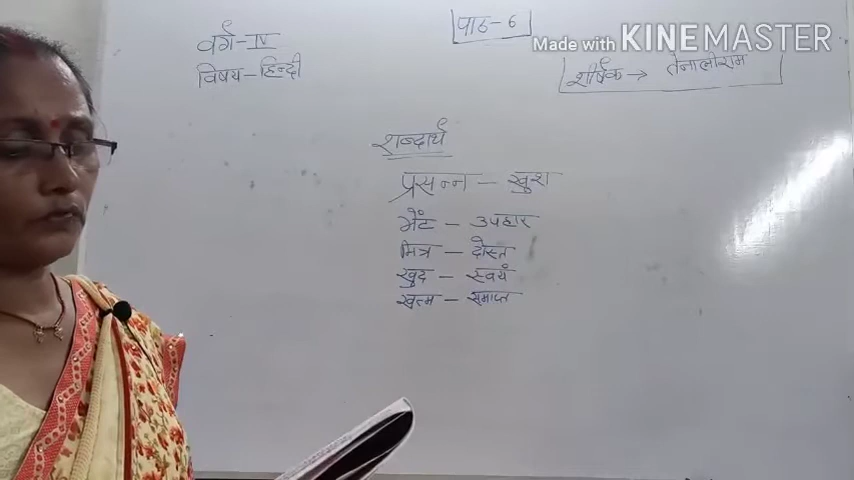 वर्ग-IV
पाठ-6
Made with KINEMASTER
विषय-हिन्दी
शीर्षक → तेनालीराम
शब्दार्थ
प्रसन्न - खुश
भेंट - उपहार
मित्र - दोस्त
खुद - स्वयं
खत्म - समाप्त